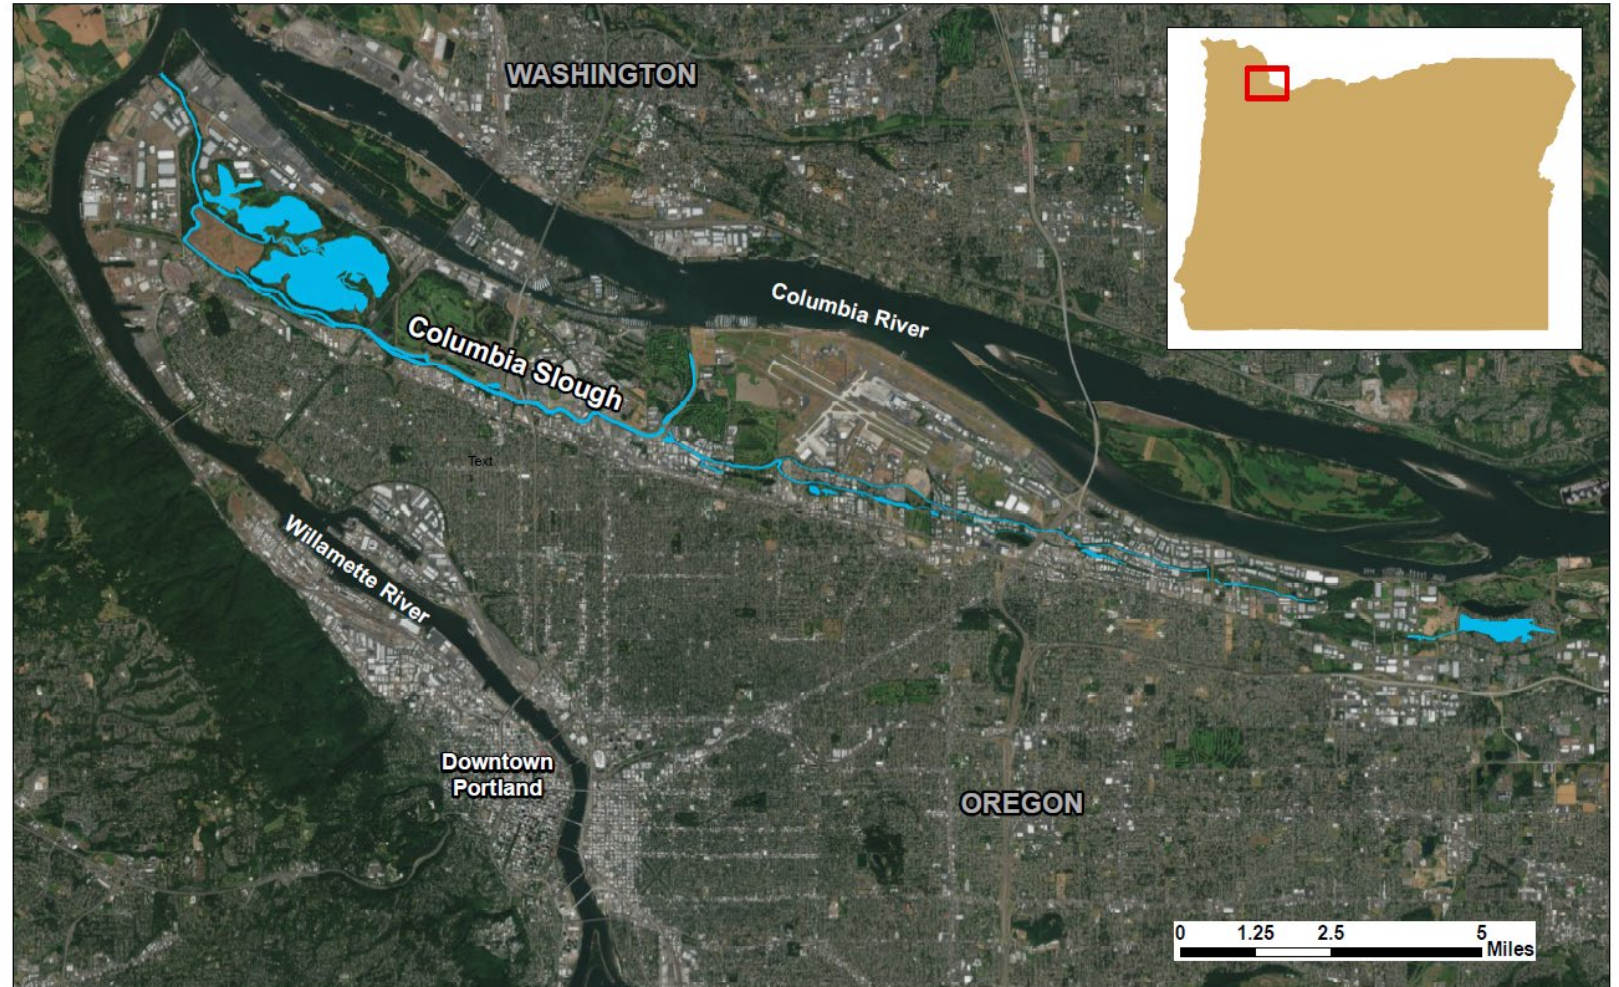 WASHINGTON
Columbia River
Columbia Slough
Text
Willamette River
Downtown
Portland
OREGON
0 1.25 2.5 5
Miles